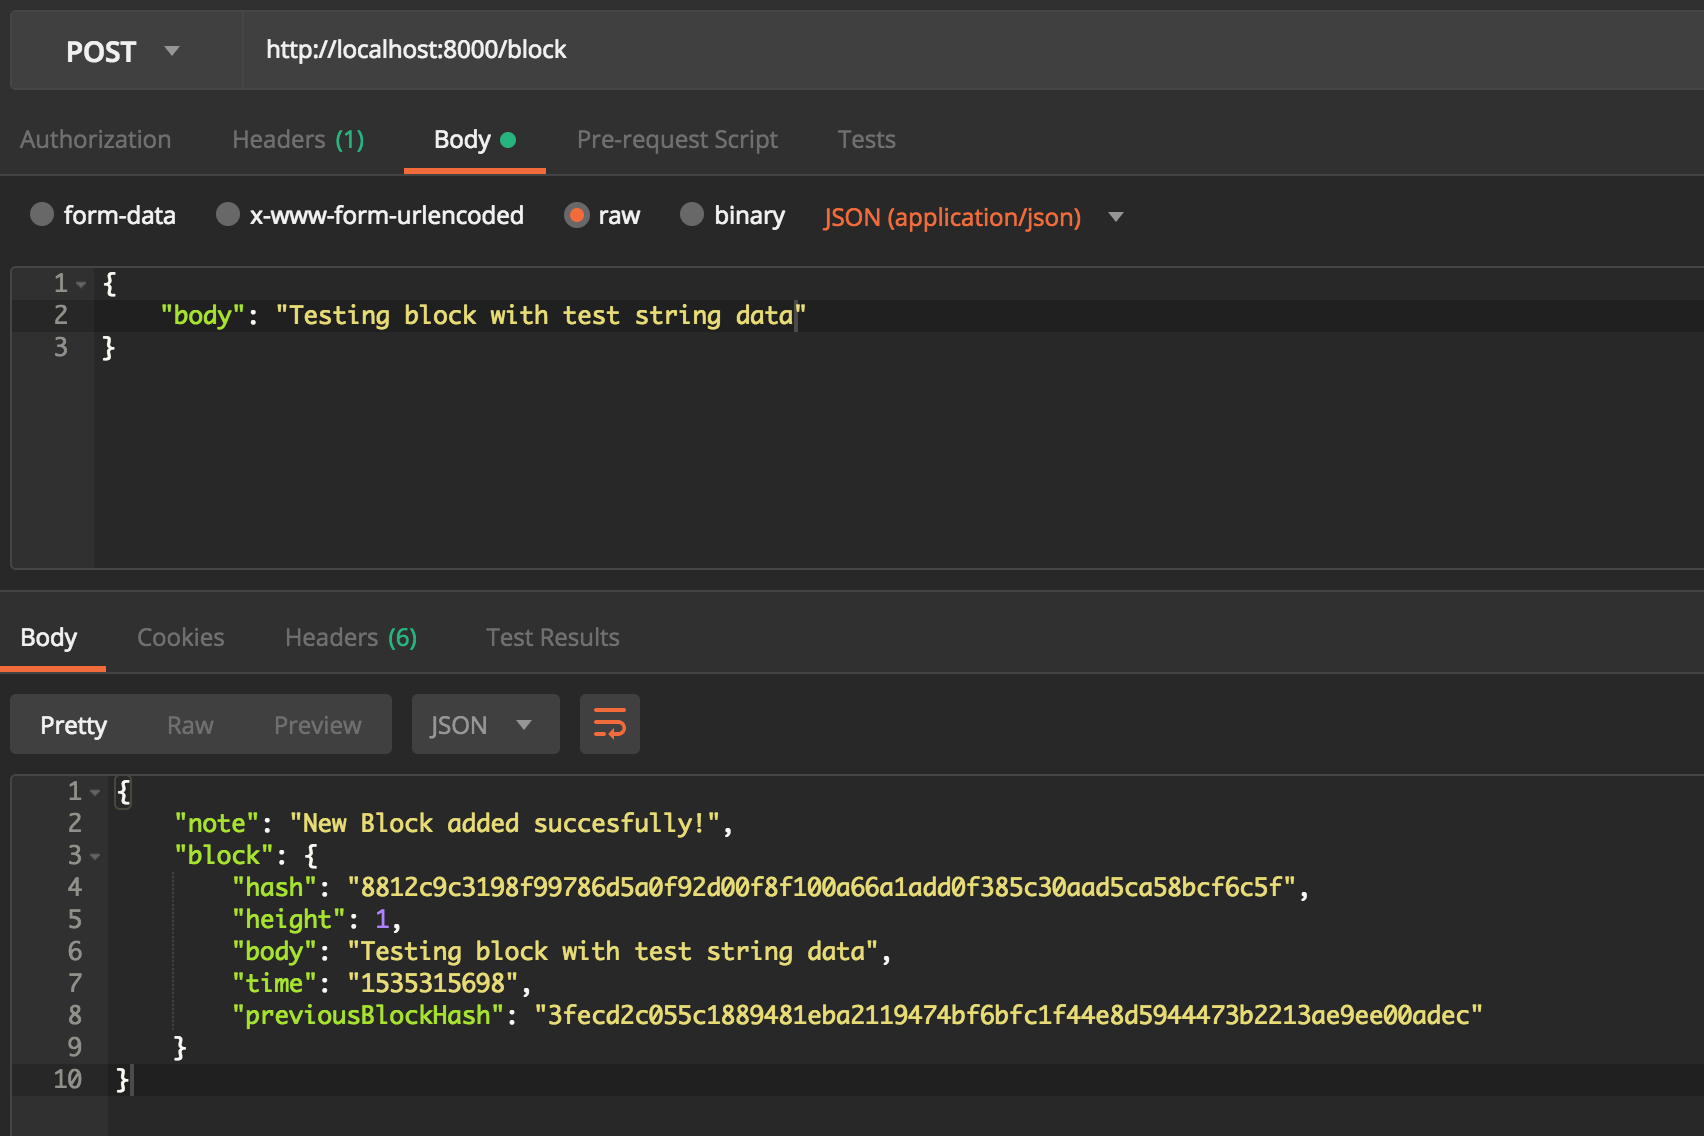 POST http://localhost:8000/block
Authorization Headers (1) Body Pre-request Script Tests
form-data x-www-form-urlencoded raw binary JSON (application/json)
1 {
2 "body": "Testing block with test string data"
3 }
Body Cookies Headers (6) Test Results
Pretty Raw Preview JSON
1 {
2 "note": "New Block added succesfully!",
3 "block": {
4 "hash": "8812c9c3198f99786d5a0f92d00f8f100a66a1add0f385c30aad5ca58bcf6c5f",
5 "height": 1,
6 "body": "Testing block with test string data",
7 "time": "1535315698",
8 "previousBlockHash": "3fecd2c055c1889481eba2119474bf6bfc1f44e8d5944473b2213ae9ee00adec"
9 }
10 }